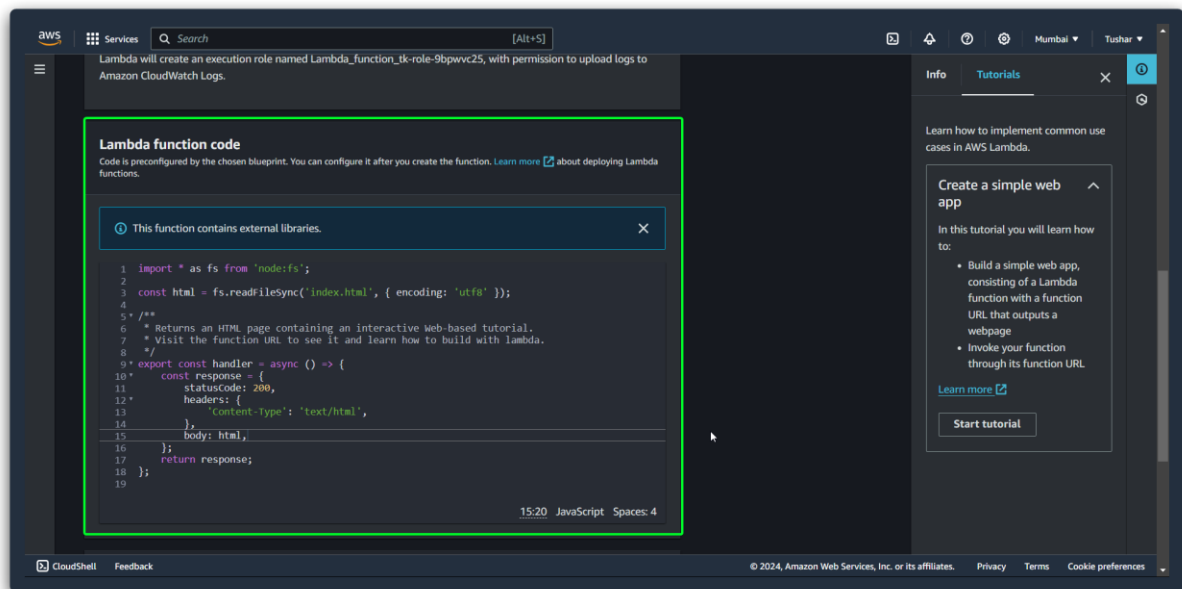 aws
Services
Search
[Alt+S]
Mumbai ▼
Tushar ▼
Lambda will create an execution role named Lambda_function_tk-role-9bpwvc25, with permission to upload logs to
Amazon CloudWatch Logs.
Lambda function code
Code is preconfigured by the chosen blueprint. You can configure it after you create the function. Learn more about deploying Lambda
functions.
This function contains external libraries.
1 import * as fs from 'node:fs';
2
3 const html = fs.readFileSync('index.html', { encoding: 'utf8' });
4
5 /**
6  * Returns an HTML page containing an interactive Web-based tutorial.
7  * Visit the function URL to see it and learn how to build with lambda.
8  */
9 export const handler = async () => {
10     const response = {
11         statusCode: 200,
12         headers: {
13             'Content-Type': 'text/html',
14         },
15         body: html,
16     };
17     return response;
18 };
19
15:20 JavaScript Spaces: 4
Info
Tutorials
Learn how to implement common use
cases in AWS Lambda.
Create a simple web
app
In this tutorial you will learn how
to:
• Build a simple web app,
consisting of a Lambda
function with a function
URL that outputs a
webpage
• Invoke your function
through its function URL
Learn more
Start tutorial
CloudShell
Feedback
© 2024, Amazon Web Services, Inc. or its affiliates.
Privacy
Terms
Cookie preferences